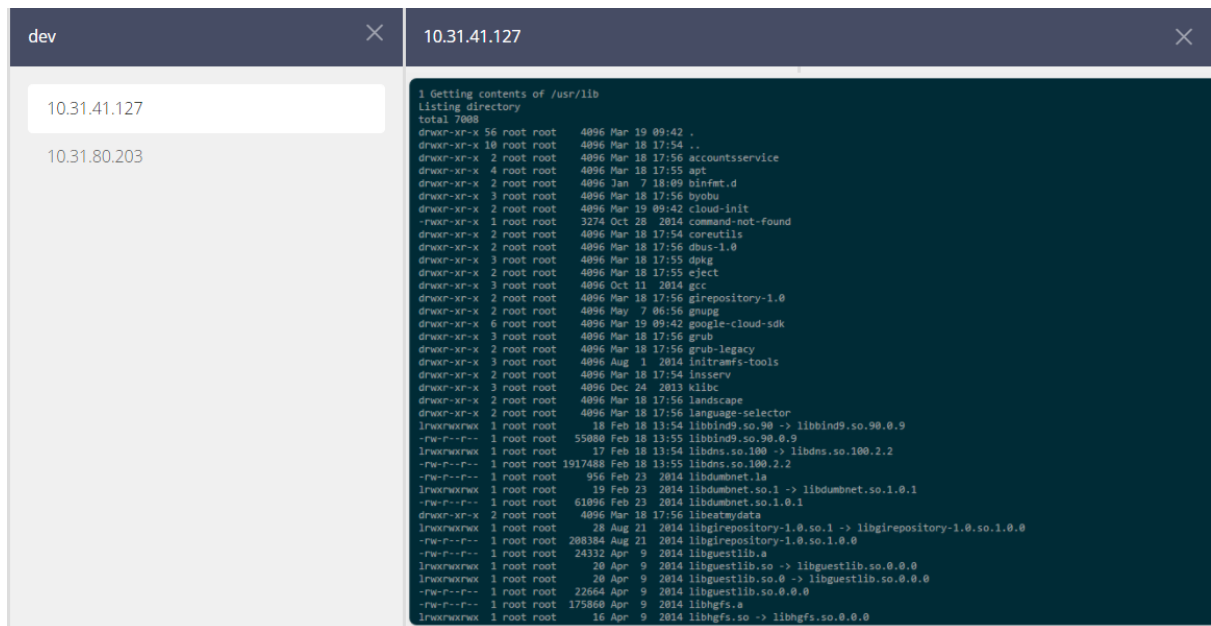 dev
10.31.41.127
10.31.80.203
10.31.41.127
1 Getting contents of /usr/lib
Listing directory
total 7008
drwxr-xr-x 56 root root    4096 Mar 19 09:42 .
drwxr-xr-x 10 root root    4096 Mar 18 17:54 ..
drwxr-xr-x  2 root root    4096 Mar 18 17:56 accountsservice
drwxr-xr-x  4 root root    4096 Mar 18 17:55 apt
drwxr-xr-x  2 root root    4096 Jan  7 18:09 binfmt.d
drwxr-xr-x  3 root root    4096 Mar 18 17:56 byobu
drwxr-xr-x  2 root root    4096 Mar 19 09:42 cloud-init
-rwxr-xr-x  1 root root    3274 Oct 28  2014 command-not-found
drwxr-xr-x  2 root root    4096 Mar 18 17:54 coreutils
drwxr-xr-x  2 root root    4096 Mar 18 17:56 dbus-1.0
drwxr-xr-x  3 root root    4096 Mar 18 17:55 dpkg
drwxr-xr-x  2 root root    4096 Mar 18 17:55 eject
drwxr-xr-x  3 root root    4096 Oct 11  2014 gcc
drwxr-xr-x  2 root root    4096 Mar 18 17:56 girepository-1.0
drwxr-xr-x  2 root root    4096 May  7 06:56 gnupg
drwxr-xr-x  6 root root    4096 Mar 19 09:42 google-cloud-sdk
drwxr-xr-x  3 root root    4096 Mar 18 17:56 grub
drwxr-xr-x  2 root root    4096 Mar 18 17:56 grub-legacy
drwxr-xr-x  3 root root    4096 Aug  1  2014 initramfs-tools
drwxr-xr-x  2 root root    4096 Mar 18 17:54 insserv
drwxr-xr-x  3 root root    4096 Dec 24  2013 klibc
drwxr-xr-x  2 root root    4096 Mar 18 17:56 landscape
drwxr-xr-x  2 root root    4096 Mar 18 17:56 language-selector
lrwxrwxrwx  1 root root      18 Feb 18 13:54 libbind9.so.90 -> libbind9.so.90.0.9
-rw-r--r--  1 root root   55080 Feb 18 13:55 libbind9.so.90.0.9
lrwxrwxrwx  1 root root      17 Feb 18 13:54 libdns.so.100 -> libdns.so.100.2.2
-rw-r--r--  1 root root 1917488 Feb 18 13:55 libdns.so.100.2.2
-rw-r--r--  1 root root     956 Feb 23  2014 libdumbnet.la
lrwxrwxrwx  1 root root      19 Feb 23  2014 libdumbnet.so.1 -> libdumbnet.so.1.0.1
-rw-r--r--  1 root root   61096 Feb 23  2014 libdumbnet.so.1.0.1
drwxr-xr-x  2 root root    4096 Mar 18 17:56 libeatmydata
lrwxrwxrwx  1 root root      28 Aug 21  2014 libgirepository-1.0.so.1 -> libgirepository-1.0.so.1.0.0
-rw-r--r--  1 root root  208384 Aug 21  2014 libgirepository-1.0.so.1.0.0
-rw-r--r--  1 root root   24332 Apr  9  2014 libguestlib.a
lrwxrwxrwx  1 root root      20 Apr  9  2014 libguestlib.so -> libguestlib.so.0.0.0
lrwxrwxrwx  1 root root      20 Apr  9  2014 libguestlib.so.0 -> libguestlib.so.0.0.0
-rw-r--r--  1 root root   22664 Apr  9  2014 libguestlib.so.0.0.0
-rw-r--r--  1 root root  175860 Apr  9  2014 libhgfs.a
lrwxrwxrwx  1 root root      16 Apr  9  2014 libhgfs.so -> libhgfs.so.0.0.0